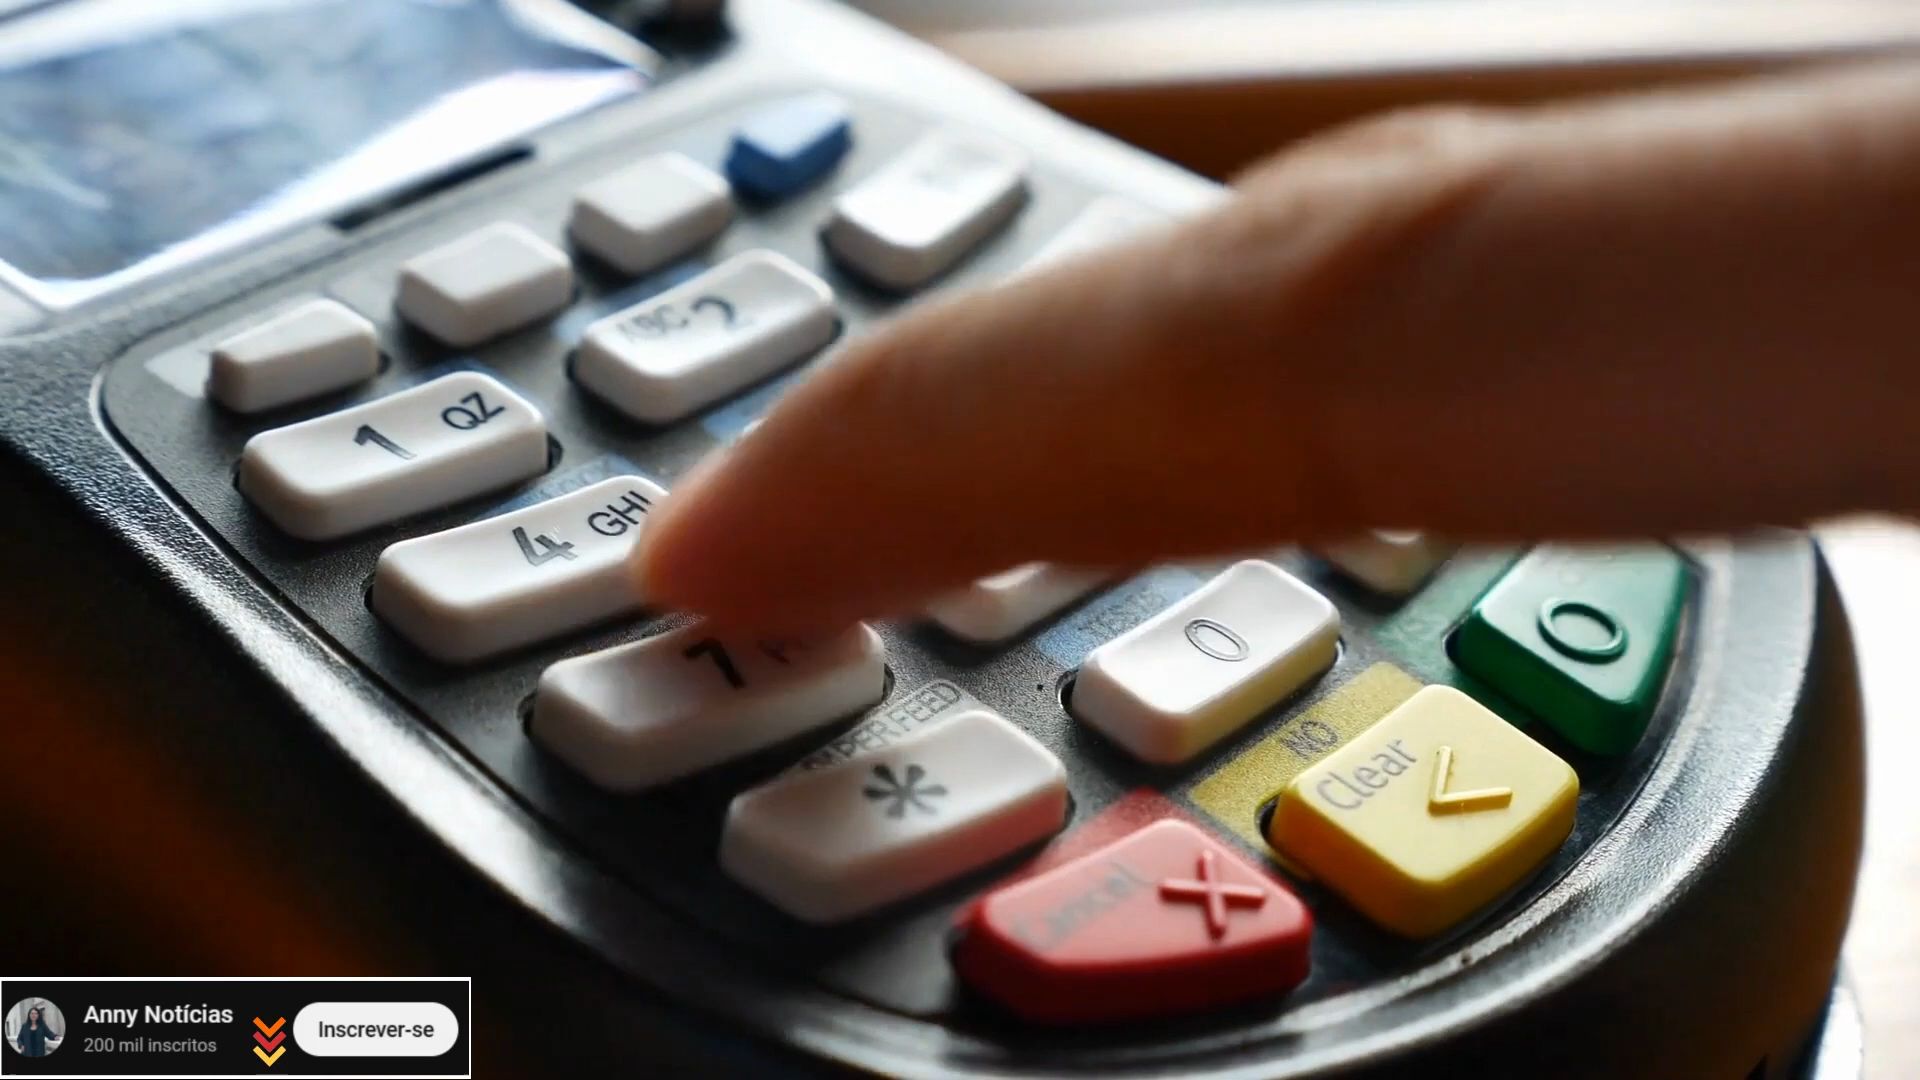 ABC 2
1 QZ
4 GHI
1
PAPER FEED
0
O
NO
Clear <
*
Cancel X
Anny Notícias
200 mil inscritos
Inscrever-se